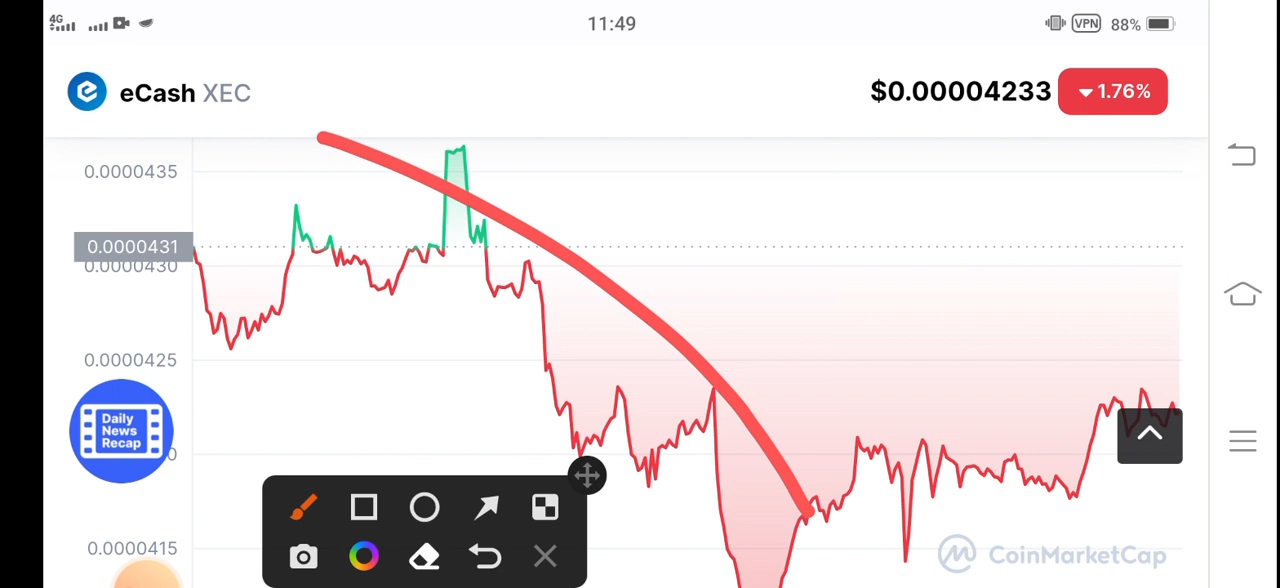 4G
11:49
VPN 88%
eCash XEC
$0.00004233
1.76%
0.0000435
0.0000431
0.0000430
0.0000425
Daily
News
Recap
0
0.0000415
CoinMarketCap